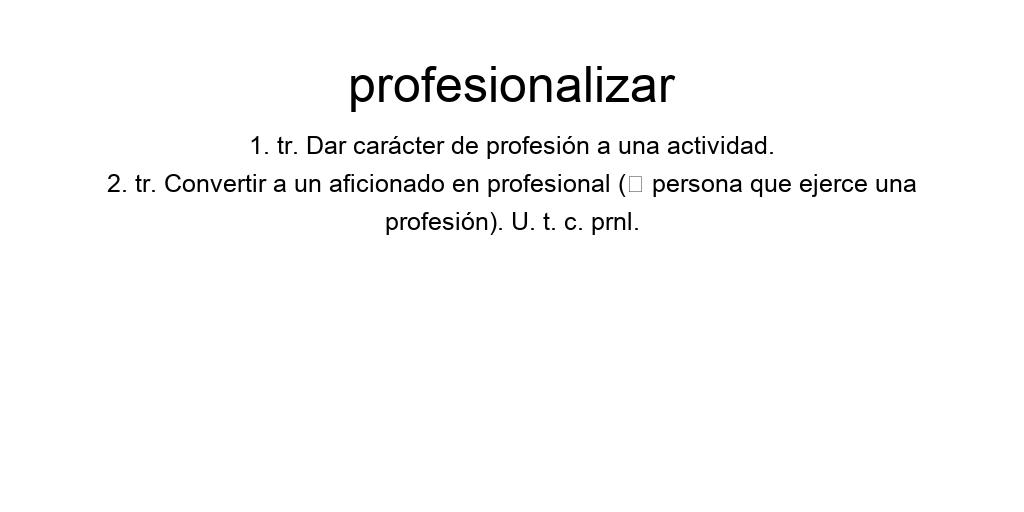 profesionalizar
1. tr. Dar carácter de profesión a una actividad.
2. tr. Convertir a un aficionado en profesional (□ persona que ejerce una
profesión). U. t. c. prnl.